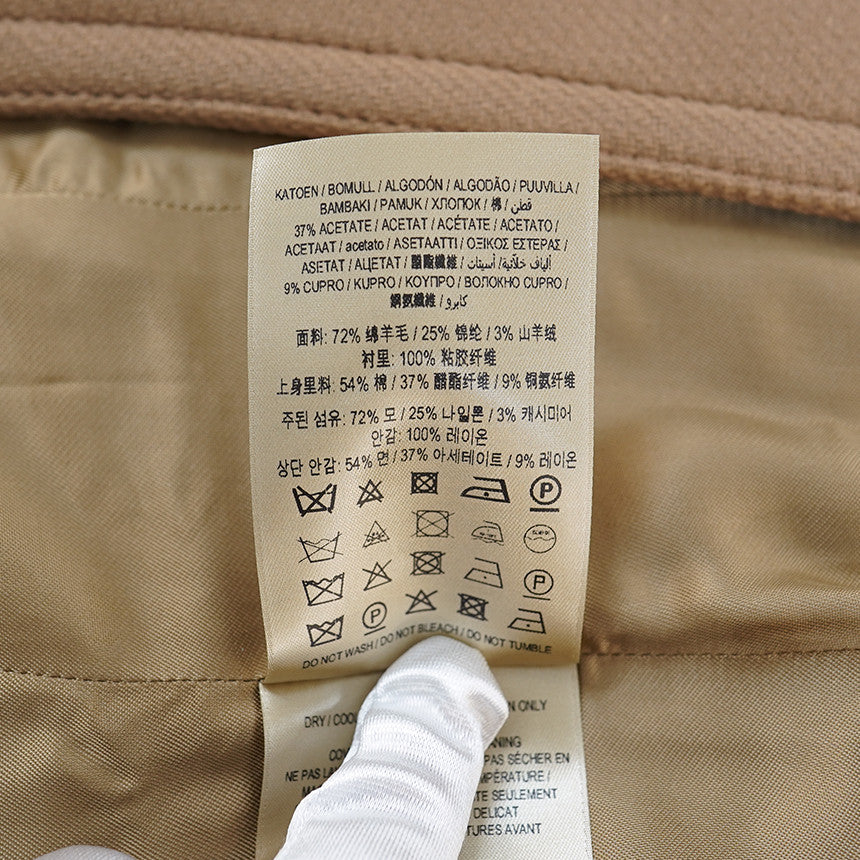 KATOEN / BOMULL / ALGODÓN / ALGODÃO / PUUVILLA /
BAMBAKI / PAMUK / ХЛОПОК / 棉 / قطن /
37% ACETATE / ACETAT / ACÉTATE / ACETATO /
ACETAAT / acetato / ASETAATTI / ΟΞΙΚΟΣ ΕΣΤΕΡΑΣ /
ASETAT / АЦЕТАТ / 醋酯纖維 / ألياف خلاتية / أسيتات /
9% CUPRO / KUPRO / ΚΟΥΠΡΟ / ВОЛОКНО CUPRO /
銅氨纖維 / كابرو /
面料: 72% 绵羊毛 / 25% 锦纶 / 3% 山羊绒
衬里: 100% 粘胶纤维
上身里料: 54% 棉 / 37% 醋酯纤维 / 9% 铜氨纤维
주된 섬유: 72% 모 / 25% 나일론 / 3% 캐시미어
안감: 100% 레이온
상단 안감: 54% 면 / 37% 아세테이트 / 9% 레이온
DO NOT WASH / DO NOT BLEACH / DO NOT TUMBLE
DRY / ONLY
NE PAS PAS SÉCHER EN
SEULEMENT
DELICAT
AVANT